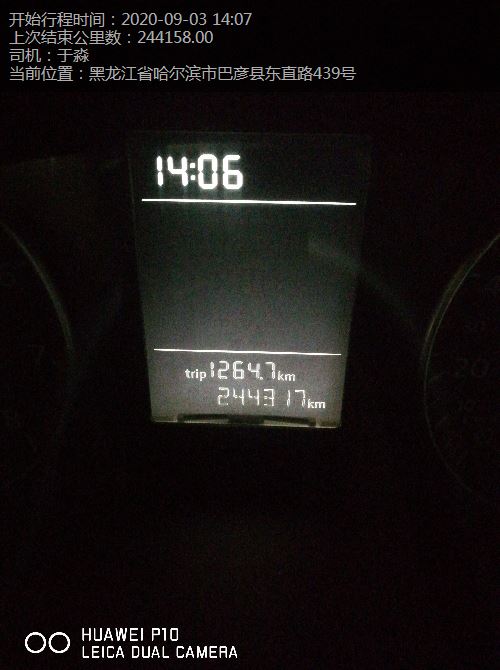 开始行程时间：2020-09-03 14:07
上次结束公里数：244158.00
司机：于淼
当前位置：黑龙江省哈尔滨市巴彦县东直路439号
14:06
trip 1264.7 km
244317 km
HUAWEI P10
LEICA DUAL CAMERA